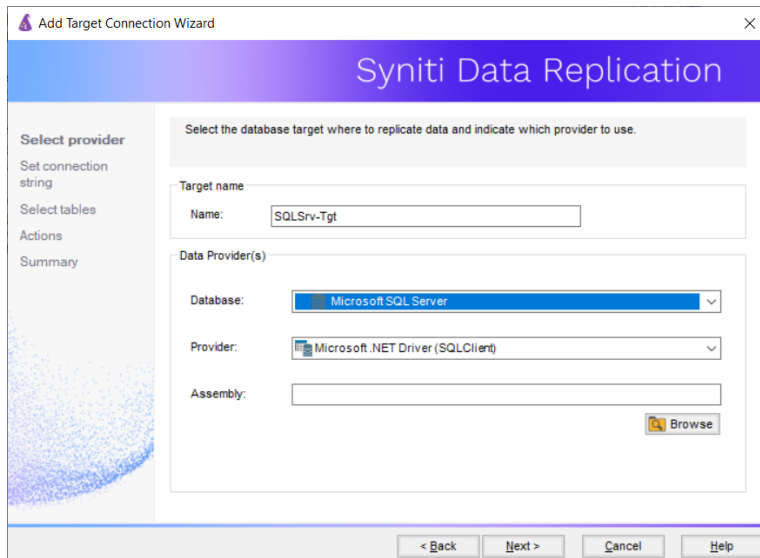 Add Target Connection Wizard
Syniti Data Replication
Select provider
Set connection
string
Select tables
Actions
Summary
Select the database target where to replicate data and indicate which provider to use.
Target name
Name:
SQLSrv-Tgt
Data Provider(s)
Database:
Microsoft SQL Server
Provider:
Microsoft .NET Driver (SQLClient)
Assembly:
Browse
< Back
Next >
Cancel
Help